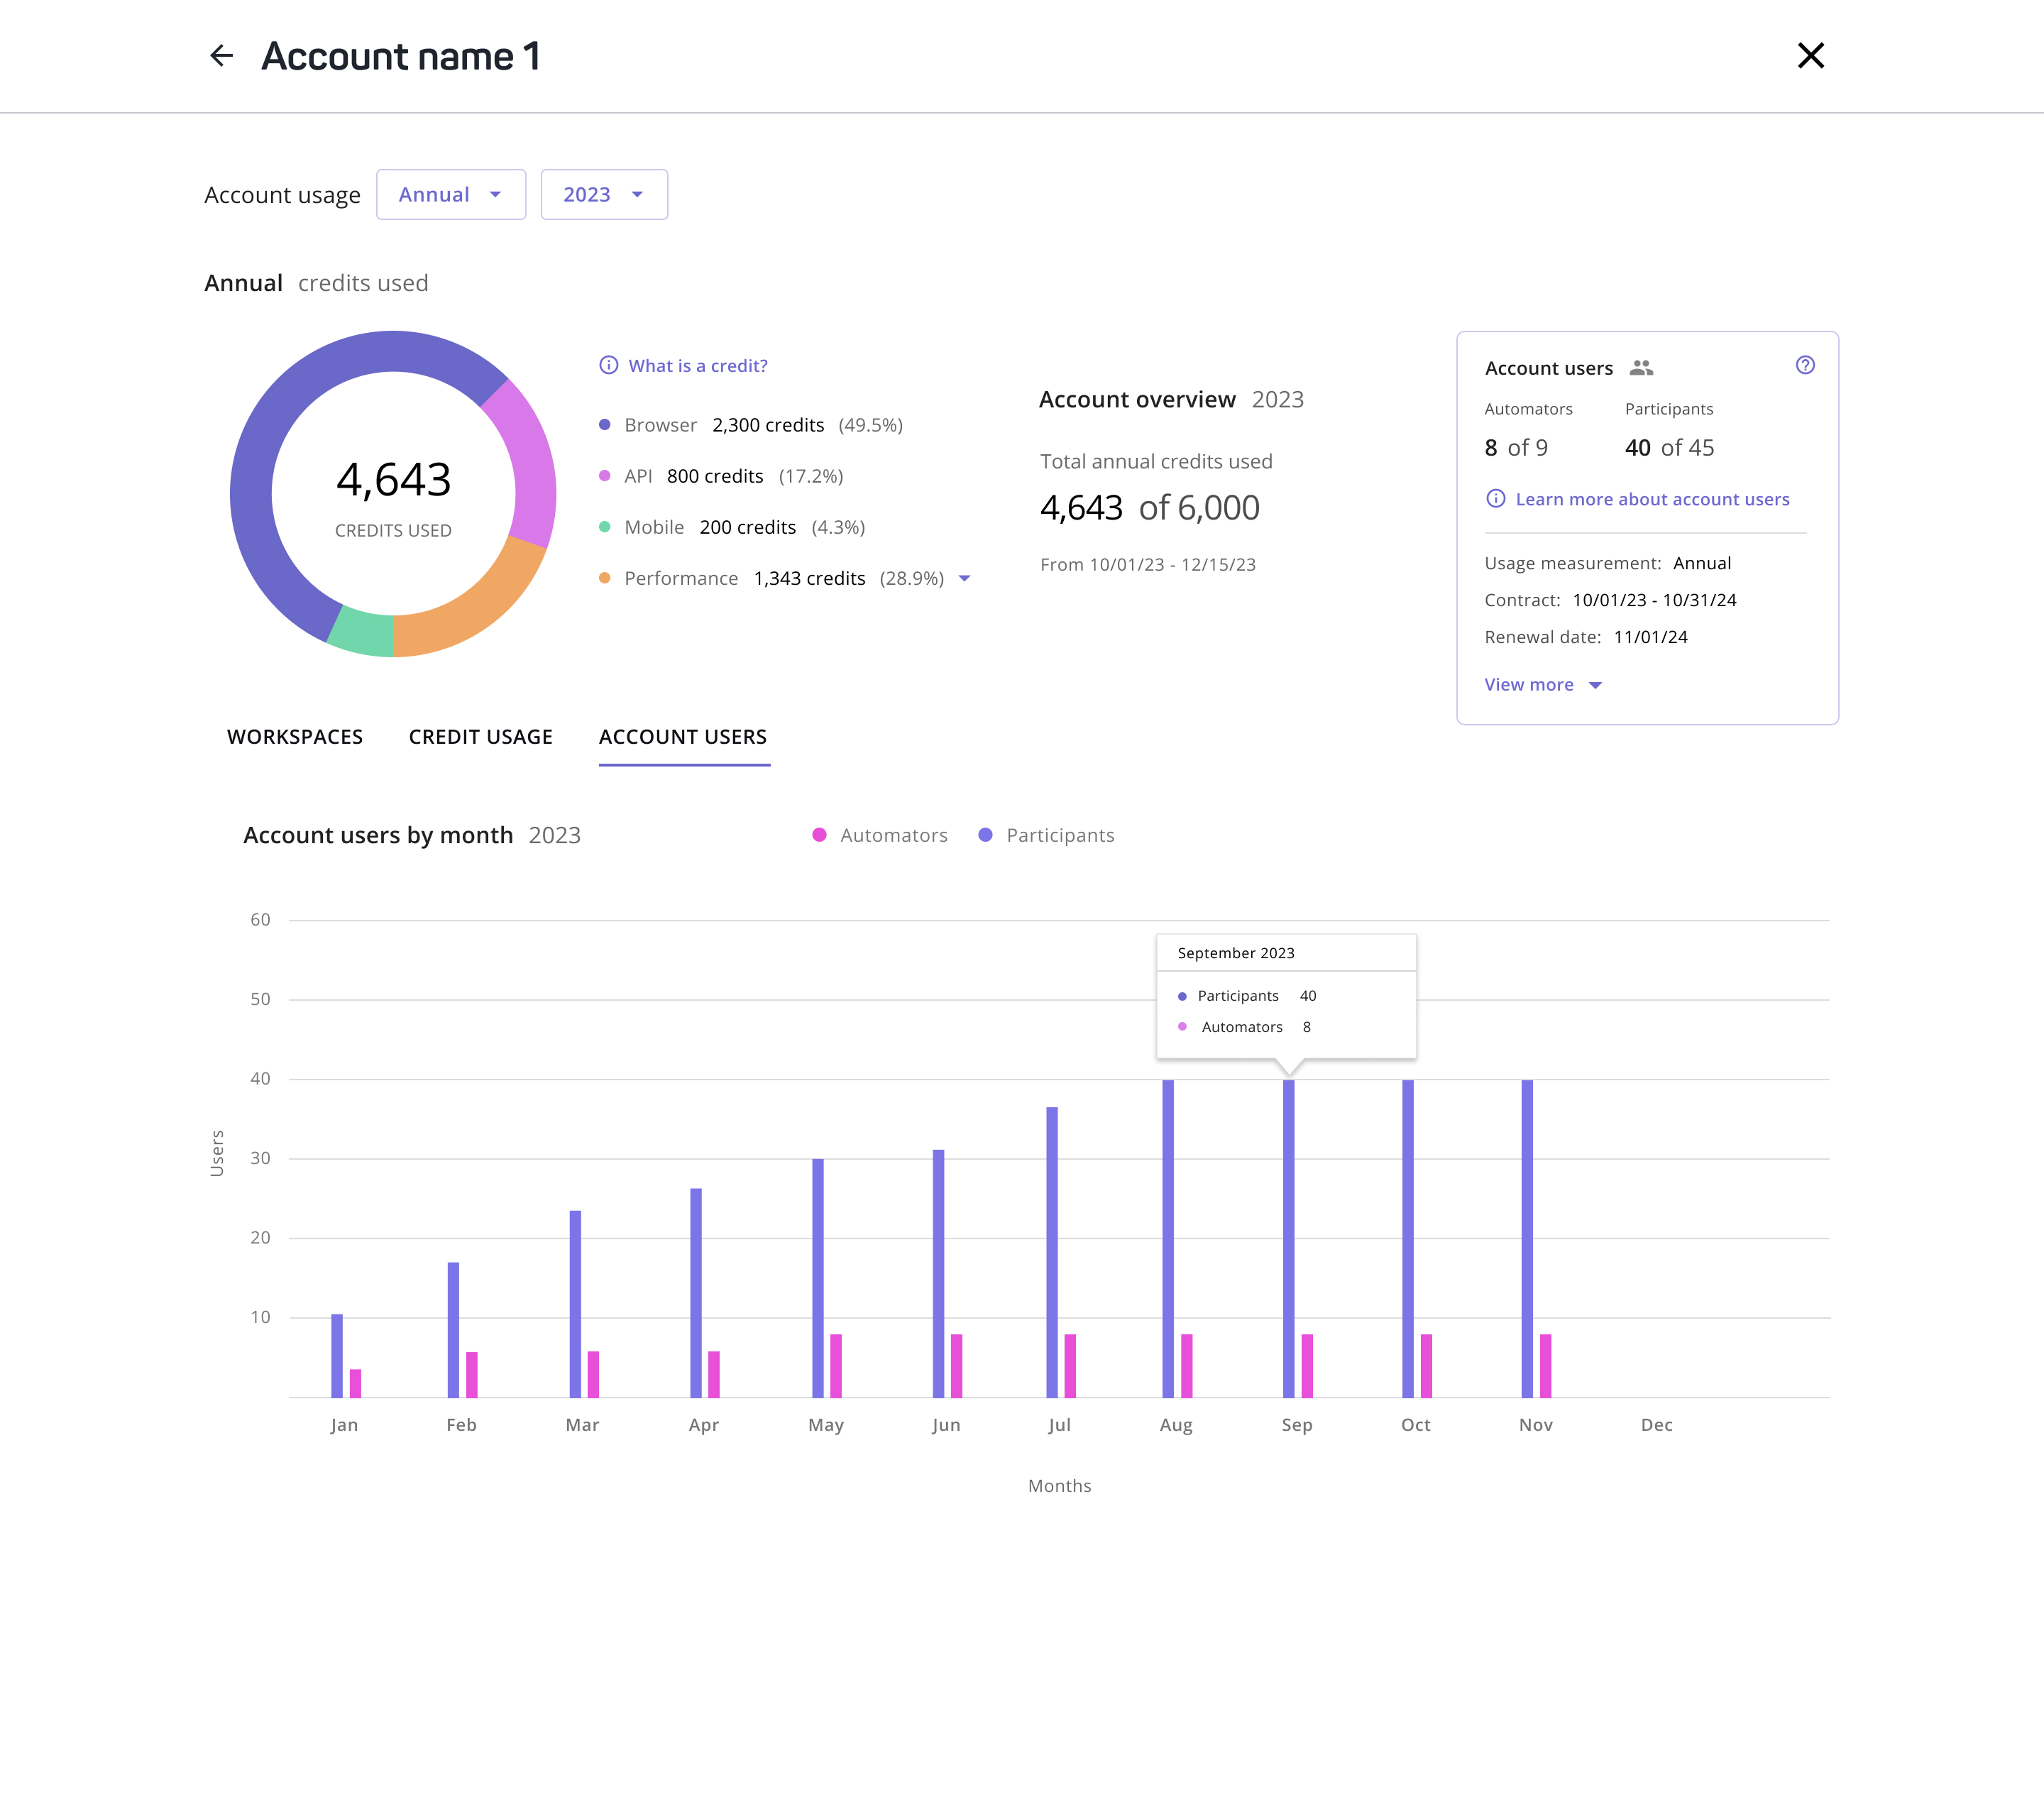 Account name 1
Account usage Annual 2023
Annual credits used
4,643
CREDITS USED
What is a credit?
Browser 2,300 credits (49.5%)
API 800 credits (17.2%)
Mobile 200 credits (4.3%)
Performance 1,343 credits (28.9%)
Account overview 2023
Total annual credits used
4,643 of 6,000
From 10/01/23 - 12/15/23
Account users
Automators Participants
8 of 9 40 of 45
Learn more about account users
Usage measurement: Annual
Contract: 10/01/23 - 10/31/24
Renewal date: 11/01/24
View more
WORKSPACES CREDIT USAGE ACCOUNT USERS
Account users by month 2023
Automators Participants
60
50
40
30
20
10
Users
September 2023
Participants 40
Automators 8
Jan Feb Mar Apr May Jun Jul Aug Sep Oct Nov Dec
Months